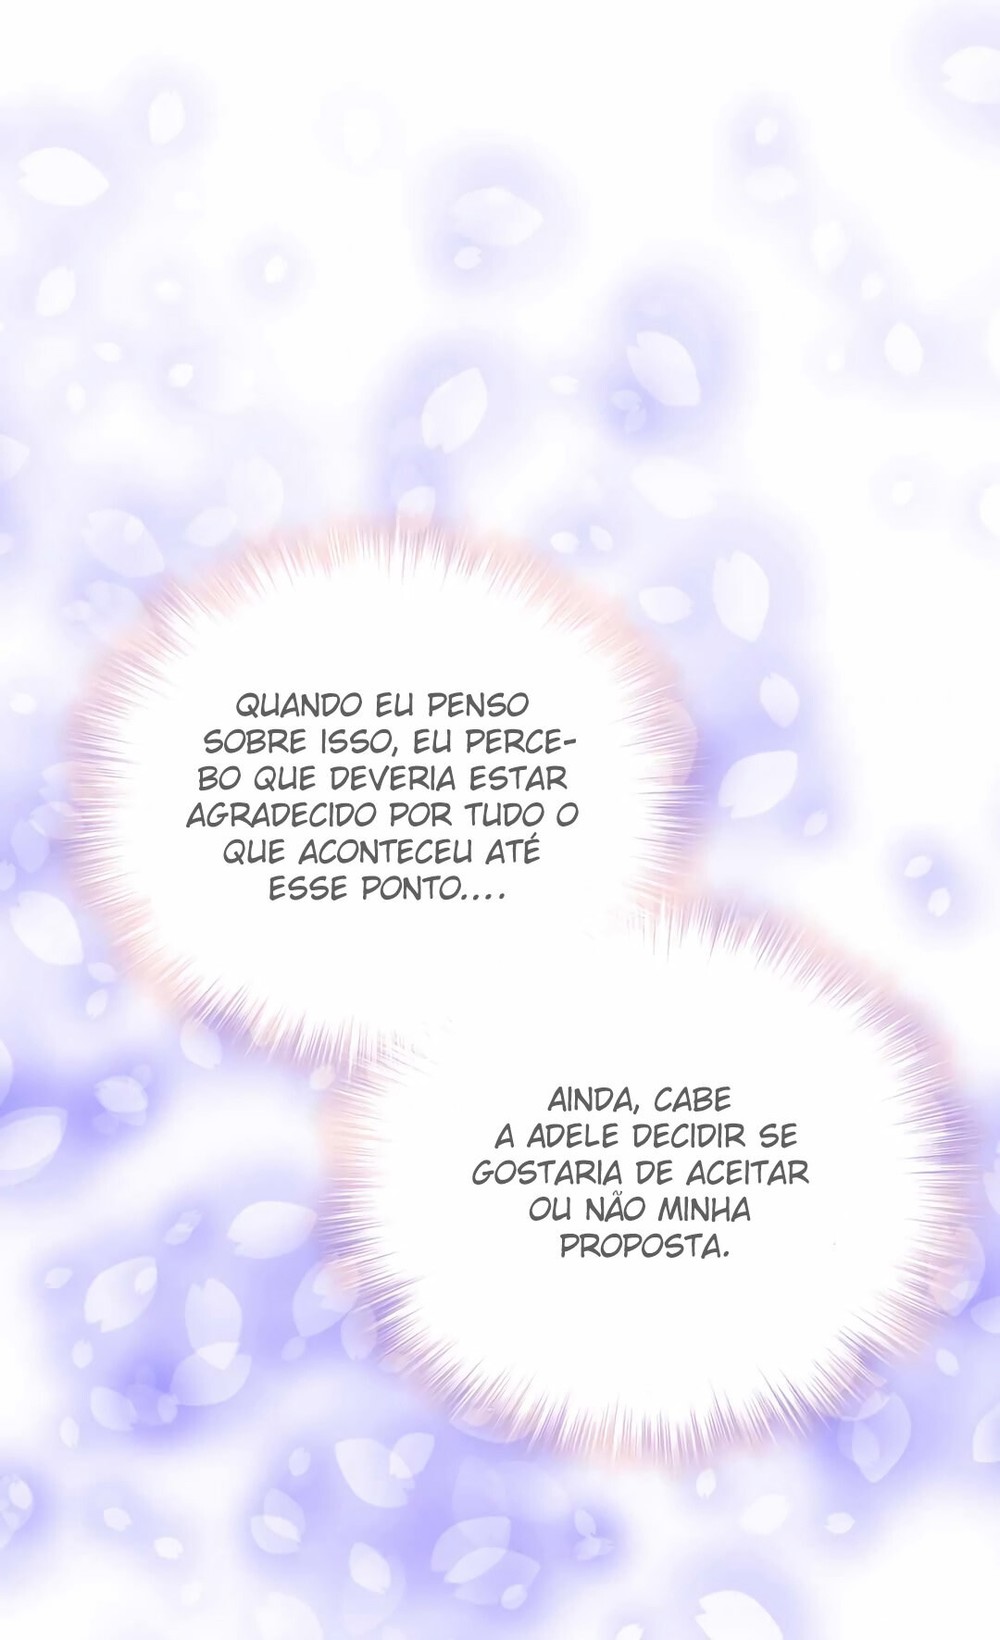 QUANDO EU PENSO
SOBRE ISSO, EU PERCE-
BO QUE DEVERIA ESTAR
AGRADECIDO POR TUDO O
QUE ACONTECEU ATÉ
ESSE PONTO....
AINDA, CABE
A ADELE DECIDIR SE
GOSTARIA DE ACEITAR
OU NÃO MINHA
PROPOSTA.